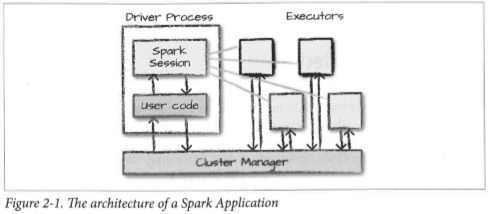 Driver Process
Executors
Spark
Session
User code
Cluster Manager
Figure 2-1. The architecture of a Spark Application